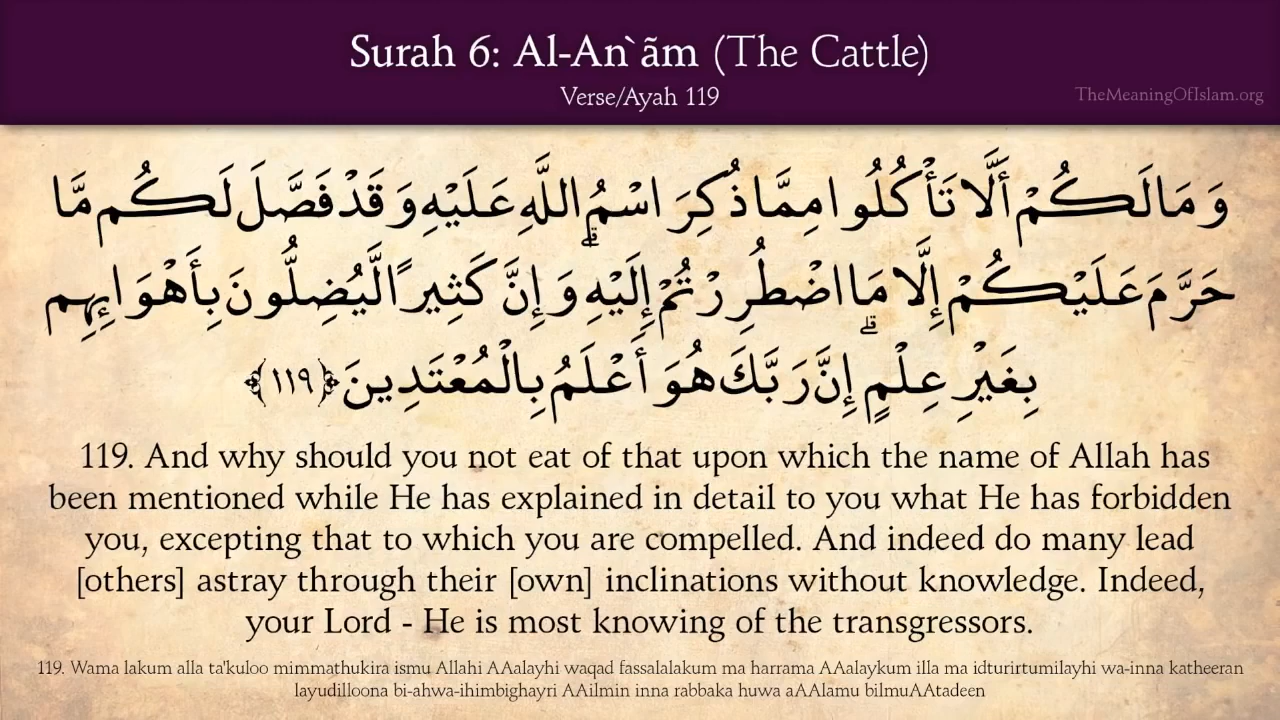 Surah 6: Al-An`ãm (The Cattle)
Verse/Ayah 119
TheMeaningOfIslam.org
وَمَا لَكُمْ أَلَّا تَأْكُلُوا مِمَّا ذُكِرَ اسْمُ اللَّهِ عَلَيْهِ وَقَدْ فَصَّلَ لَكُم مَّا
حَرَّمَ عَلَيْكُمْ إِلَّا مَا اضْطُرِرْتُمْ إِلَيْهِ ۗ وَإِنَّ كَثِيرًا لَّيُضِلُّونَ بِأَهْوَائِهِم
بِغَيْرِ عِلْمٍ ۗ إِنَّ رَبَّكَ هُوَ أَعْلَمُ بِالْمُعْتَدِينَ ﴿١١٩﴾
119. And why should you not eat of that upon which the name of Allah has
been mentioned while He has explained in detail to you what He has forbidden
you, excepting that to which you are compelled. And indeed do many lead
[others] astray through their [own] inclinations without knowledge. Indeed,
your Lord - He is most knowing of the transgressors.
119. Wama lakum alla ta'kuloo mimmathukira ismu Allahi AAalayhi waqad fassalalakum ma harrama AAalaykum illa ma idturirtumilayhi wa-inna katheeran
layudilloona bi-ahwa-ihimbighayri AAilmin inna rabbaka huwa aAAlamu bilmuAAtadeen